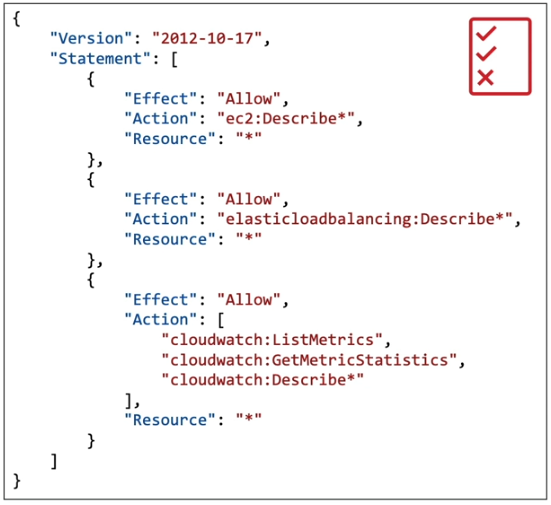 {
    "Version": "2012-10-17",
    "Statement": [
        {
            "Effect": "Allow",
            "Action": "ec2:Describe*",
            "Resource": "*"
        },
        {
            "Effect": "Allow",
            "Action": "elasticloadbalancing:Describe*",
            "Resource": "*"
        },
        {
            "Effect": "Allow",
            "Action": [
                "cloudwatch:ListMetrics",
                "cloudwatch:GetMetricStatistics",
                "cloudwatch:Describe*"
            ],
            "Resource": "*"
        }
    ]
}